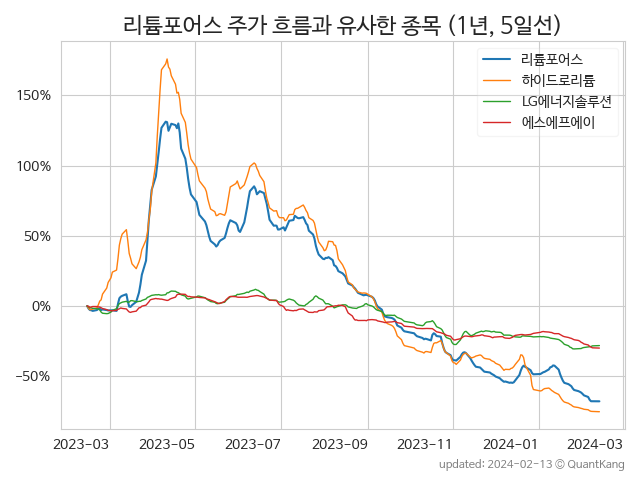 리튬포어스 주가 흐름과 유사한 종목 (1년, 5일선)
리튬포어스
하이드로리튬
LG에너지솔루션
에스에프에이
150%
100%
50%
0%
−50%
2023-03 2023-05 2023-07 2023-09 2023-11 2024-01 2024-03
updated: 2024-02-13 ⓒ QuantKang